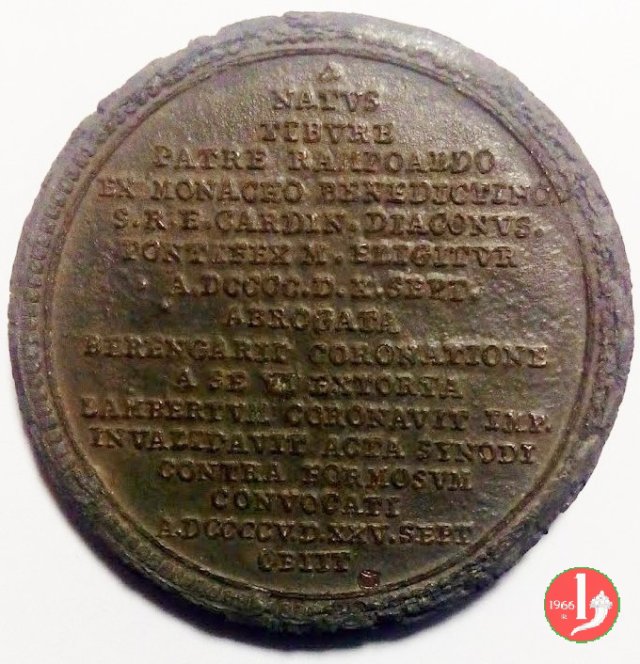 NATVS
TIBVRE
PATRE RAMPOALDO
EX MONACHO BENEDICTINO
S.R.E.CARDIN.DIACONVS.
PONTIFEX M. ELIGITVR
A.DCCCC.D.X.SEPT.
ABROGATA
BERENGARII CORONATIONE
A SE VI EXTORTA
LAMBERTVM CORONAVIT IMP.
INVALIDAVIT ACTA SYNODI
CONTRA FORMOSVM
CONVOCATI
A.DCCCCV.D.XXV.SEPT
OBIIT
1966
R